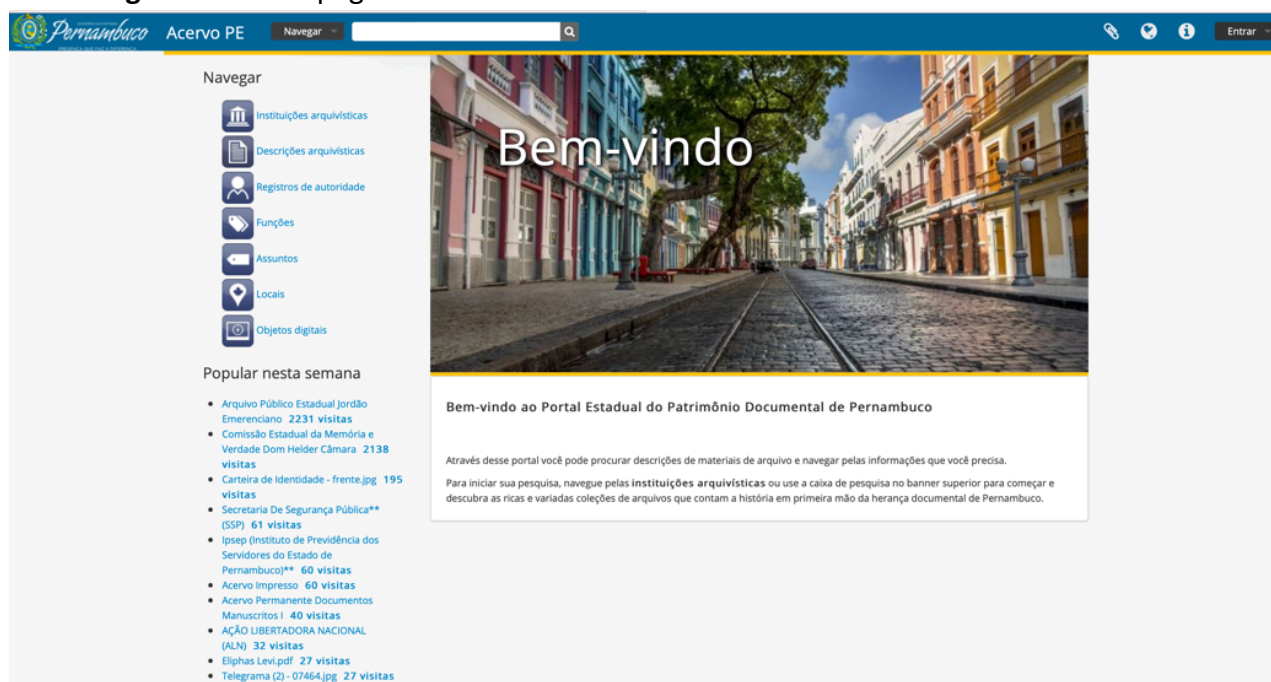 Pernambuco
Acervo PE
Navegar
Entrar
Navegar
Instituições arquivísticas
Descrições arquivísticas
Registros de autoridade
Funções
Assuntos
Locais
Objetos digitais
Popular nesta semana
Arquivo Público Estadual Jordão
Emerenciano 2231 visitas
Comissão Estadual da Memória e
Verdade Dom Helder Câmara 2138
visitas
Carteira de Identidade - frente.jpg 195
visitas
Secretaria De Segurança Pública**
(SSP) 61 visitas
Ipsep (Instituto de Previdência dos
Servidores do Estado de
Pernambuco)** 60 visitas
Acervo Impresso 60 visitas
Acervo Permanente Documentos
Manuscritos I 40 visitas
AÇÃO LIBERTADORA NACIONAL
(ALN) 32 visitas
Eliphas Levi.pdf 27 visitas
Telegrama (2) - 07464.jpg 27 visitas
Bem-vindo
Bem-vindo ao Portal Estadual do Patrimônio Documental de Pernambuco
Através desse portal você pode procurar descrições de materiais de arquivo e navegar pelas informações que você precisa.
Para iniciar sua pesquisa, navegue pelas instituições arquivísticas ou use a caixa de pesquisa no banner superior para começar e
descubra as ricas e variadas coleções de arquivos que contam a história em primeira mão da herança documental de Pernambuco.